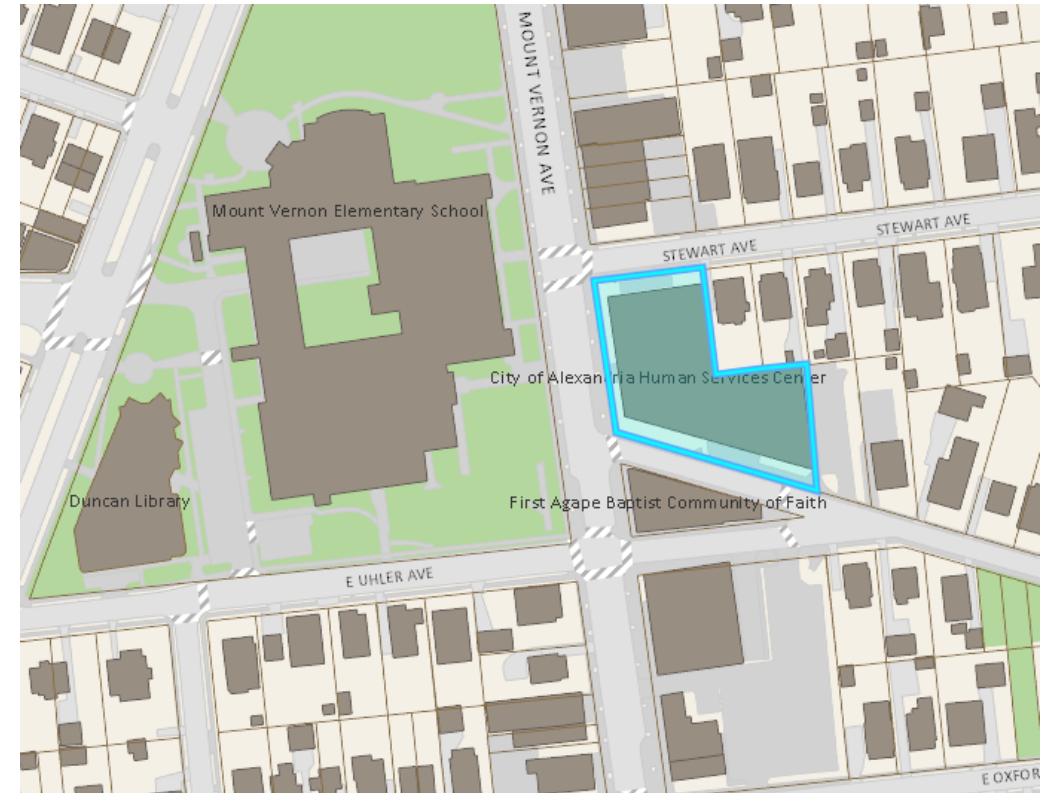 MOUNT VERNON AVE
Mount Vernon Elementary School
STEWART AVE
STEWART AVE
City of Alexandria Human Services Center
Duncan Library
First Agape Baptist Community of Faith
E UHLER AVE
E OXFOR